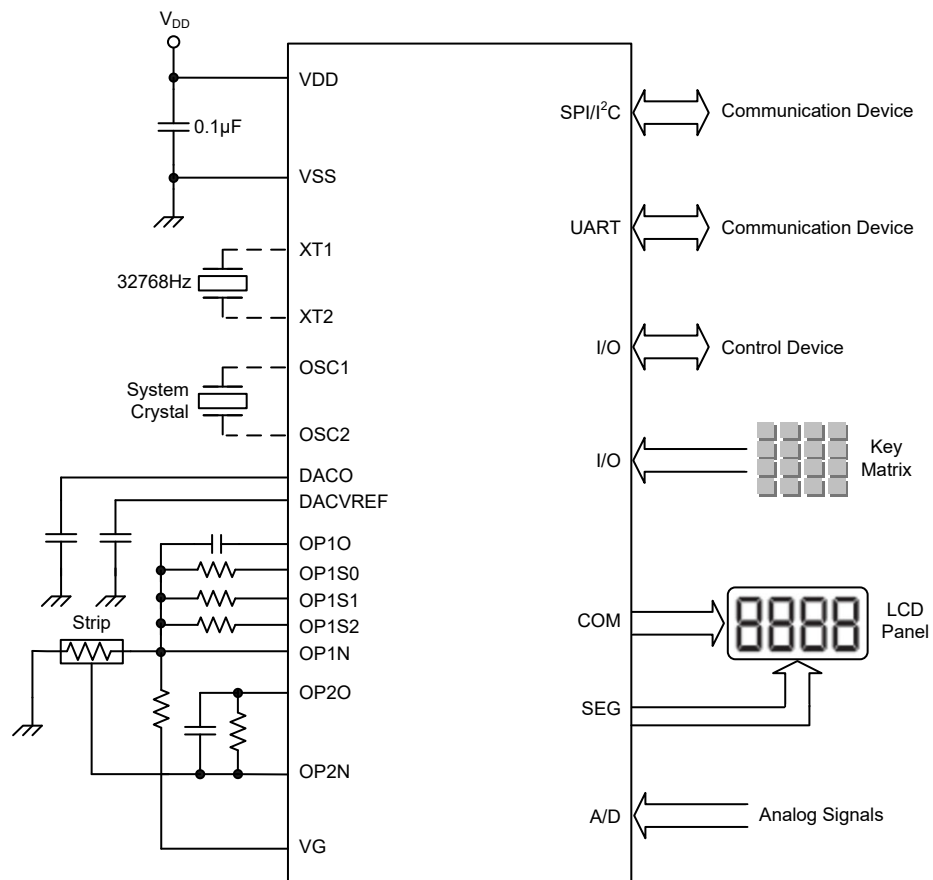 VDD
VDD
0.1µF
VSS
XT1
32768Hz
XT2
OSC1
System
Crystal
OSC2
DACO
DACVREF
OP1O
OP1S0
OP1S1
OP1S2
Strip
OP1N
OP2O
OP2N
VG
SPI/I²C
Communication Device
UART
Communication Device
I/O
Control Device
I/O
Key
Matrix
COM
8888
LCD
Panel
SEG
A/D
Analog Signals